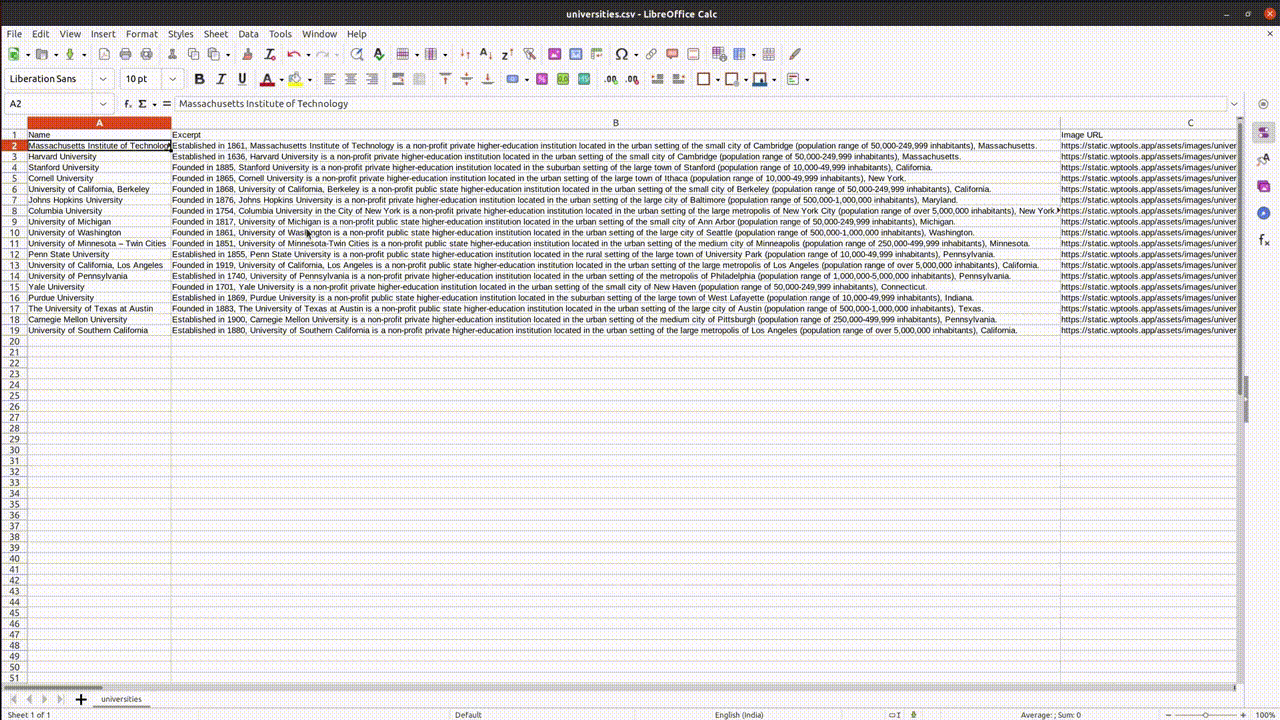 universities.csv - LibreOffice Calc
File Edit View Insert Format Styles Sheet Data Tools Window Help
Liberation Sans 10 pt
A2 Massachusetts Institute of Technology
A B C
1 Name Excerpt Image URL
2 Massachusetts Institute of Technolog Established in 1861, Massachusetts Institute of Technology is a non-profit private higher-education institution located in the urban setting of the small city of Cambridge (population range of 50,000-249,999 inhabitants), Massachusetts. https://static.wptools.app/assets/images/univer
3 Harvard University Established in 1636, Harvard University is a non-profit private higher-education institution located in the urban setting of the small city of Cambridge (population range of 50,000-249,999 inhabitants), Massachusetts. https://static.wptools.app/assets/images/univer
4 Stanford University Founded in 1885, Stanford University is a non-profit private higher-education institution located in the suburban setting of the large town of Stanford (population range of 10,000-49,999 inhabitants), California. https://static.wptools.app/assets/images/univer
5 Cornell University Founded in 1865, Cornell University is a non-profit private higher-education institution located in the urban setting of the large town of Ithaca (population range of 10,000-49,999 inhabitants), New York. https://static.wptools.app/assets/images/univer
6 University of California, Berkeley Founded in 1868, University of California, Berkeley is a non-profit public state higher-education institution located in the urban setting of the small city of Berkeley (population range of 50,000-249,999 inhabitants), California. https://static.wptools.app/assets/images/univer
7 Johns Hopkins University Founded in 1876, Johns Hopkins University is a non-profit private higher-education institution located in the urban setting of the large city of Baltimore (population range of 500,000-1,000,000 inhabitants), Maryland. https://static.wptools.app/assets/images/univer
8 Columbia University Founded in 1754, Columbia University in the City of New York is a non-profit private higher-education institution located in the urban setting of the large metropolis of New York City (population range of over 5,000,000 inhabitants), New York. https://static.wptools.app/assets/images/univer
9 University of Michigan Founded in 1817, University of Michigan is a non-profit public state higher-education institution located in the urban setting of the small city of Ann Arbor (population range of 50,000-249,999 inhabitants), Michigan. https://static.wptools.app/assets/images/univer
10 University of Washington Founded in 1861, University of Washington is a non-profit public state higher-education institution located in the urban setting of the large city of Seattle (population range of 500,000-1,000,000 inhabitants), Washington. https://static.wptools.app/assets/images/univer
11 University of Minnesota – Twin Cities Founded in 1851, University of Minnesota-Twin Cities is a non-profit public state higher-education institution located in the urban setting of the medium city of Minneapolis (population range of 250,000-499,999 inhabitants), Minnesota. https://static.wptools.app/assets/images/univer
12 Penn State University Established in 1855, Penn State University is a non-profit public state higher-education institution located in the rural setting of the large town of University Park (population range of 10,000-49,999 inhabitants), Pennsylvania. https://static.wptools.app/assets/images/univer
13 University of California, Los Angeles Founded in 1919, University of California, Los Angeles is a non-profit public state higher-education institution located in the urban setting of the large metropolis of Los Angeles (population range of over 5,000,000 inhabitants), California. https://static.wptools.app/assets/images/univer
14 University of Pennsylvania Established in 1740, University of Pennsylvania is a non-profit private higher-education institution located in the urban setting of the metropolis of Philadelphia (population range of 1,000,000-5,000,000 inhabitants), Pennsylvania. https://static.wptools.app/assets/images/univer
15 Yale University Founded in 1701, Yale University is a non-profit private higher-education institution located in the urban setting of the small city of New Haven (population range of 50,000-249,999 inhabitants), Connecticut. https://static.wptools.app/assets/images/univer
16 Purdue University Established in 1869, Purdue University is a non-profit public state higher-education institution located in the suburban setting of the large town of West Lafayette (population range of 10,000-49,999 inhabitants), Indiana. https://static.wptools.app/assets/images/univer
17 The University of Texas at Austin Founded in 1883, The University of Texas at Austin is a non-profit public state higher-education institution located in the urban setting of the large city of Austin (population range of 500,000-1,000,000 inhabitants), Texas. https://static.wptools.app/assets/images/univer
18 Carnegie Mellon University Established in 1900, Carnegie Mellon University is a non-profit private higher-education institution located in the urban setting of the medium city of Pittsburgh (population range of 250,000-499,999 inhabitants), Pennsylvania. https://static.wptools.app/assets/images/univer
19 University of Southern California Established in 1880, University of Southern California is a non-profit private higher-education institution located in the urban setting of the large metropolis of Los Angeles (population range of over 5,000,000 inhabitants), California. https://static.wptools.app/assets/images/univer
20
21
22
23
24
25
26
27
28
29
30
31
32
33
34
35
36
37
38
39
40
41
42
43
44
45
46
47
48
49
50
51
universities
Sheet 1 of 1 Default English (India) Average: ; Sum: 0 100%